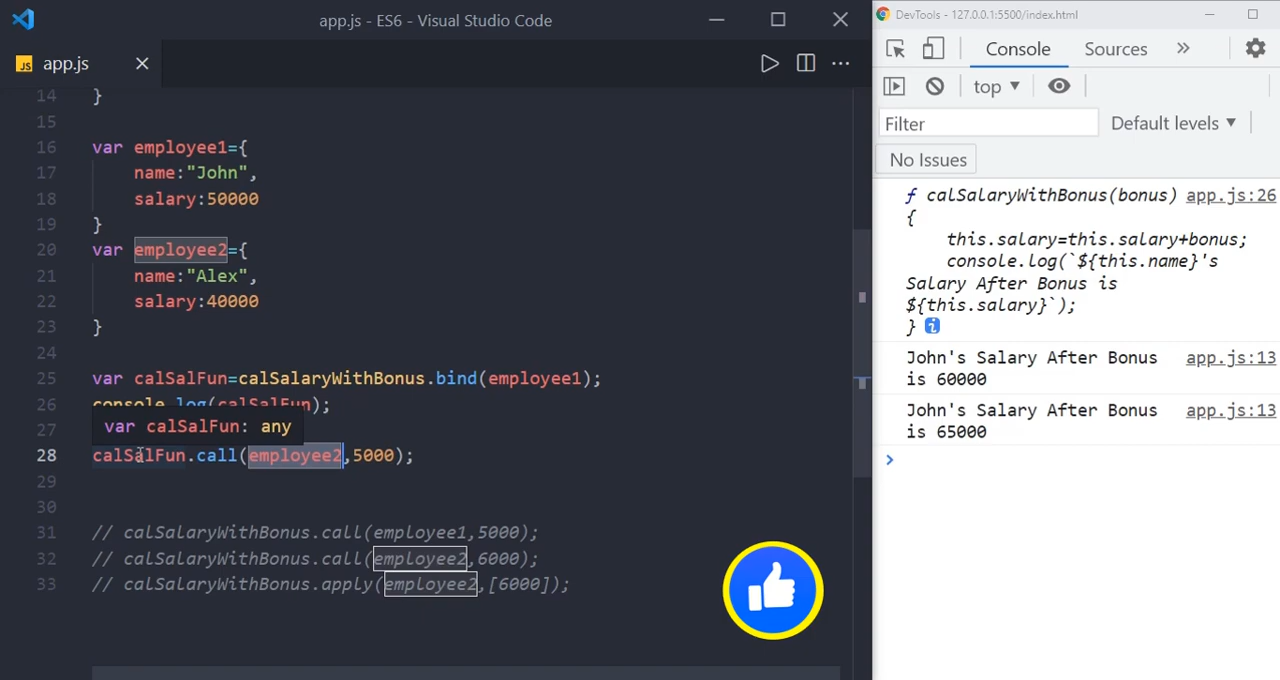 app.js - ES6 - Visual Studio Code
JS app.js
14 }
15
16 var employee1={
17 name:"John",
18 salary:50000
19 }
20 var employee2={
21 name:"Alex",
22 salary:40000
23 }
24
25 var calSalFun=calSalaryWithBonus.bind(employee1);
26 console.log(calSalFun);
var calSalFun: any
27
28 calSalFun.call(employee2,5000);
29
30
31 // calSalaryWithBonus.call(employee1,5000);
32 // calSalaryWithBonus.call(employee2,6000);
33 // calSalaryWithBonus.apply(employee2,[6000]);
DevTools - 127.0.0.1:5500/index.html
Console Sources »
top ▼
Filter Default levels ▼
No Issues
ƒ calSalaryWithBonus(bonus) app.js:26
{
this.salary=this.salary+bonus;
console.log(`${this.name}'s
Salary After Bonus is
${this.salary}`);
} i
John's Salary After Bonus app.js:13
is 60000
John's Salary After Bonus app.js:13
is 65000
>